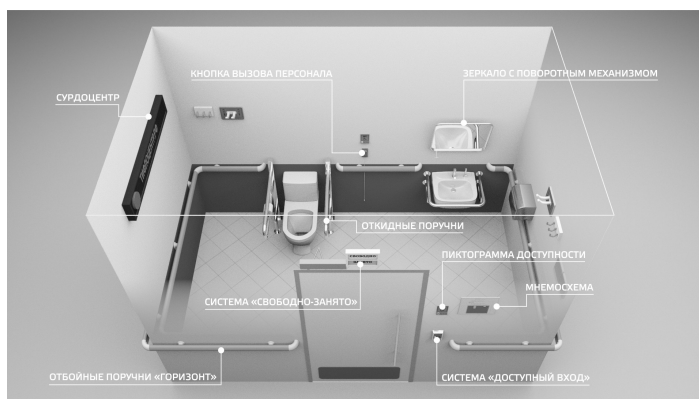 КНОПКА ВЫЗОВА ПЕРСОНАЛА
ЗЕРКАЛО С ПОВОРОТНЫМ МЕХАНИЗМОМ
СУРДОЦЕНТР
ОТКИДНЫЕ ПОРУЧНИ
ПИКТОГРАММА ДОСТУПНОСТИ
СВОБОДНО
МНЕМОСХЕМА
СИСТЕМА «СВОБОДНО-ЗАНЯТО»
ОТБОЙНЫЕ ПОРУЧНИ «ГОРИЗОНТ»
СИСТЕМА «ДОСТУПНЫЙ ВХОД»